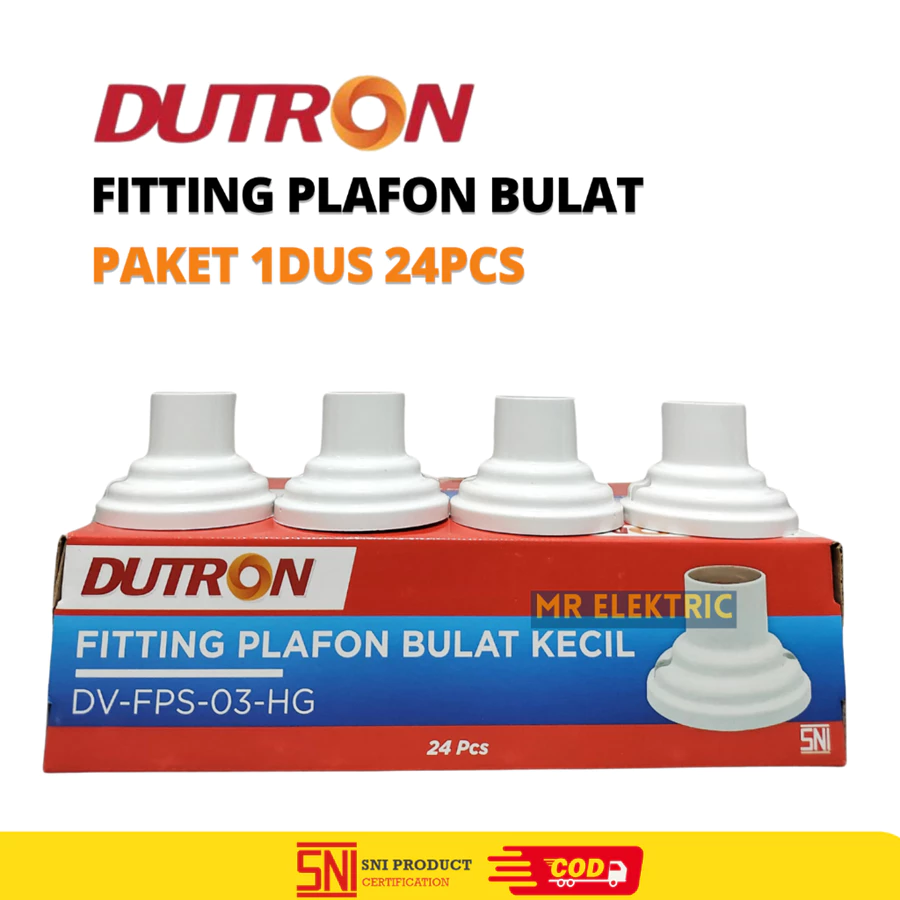 DUTRON
FITTING PLAFON BULAT
PAKET 1DUS 24PCS
DUTRON
MR ELEKTRIC
FITTING PLAFON BULAT KECIL
DV-FPS-03-HG
24 Pcs
SNI
SNI
SNI PRODUCT
CERTIFICATION
COD